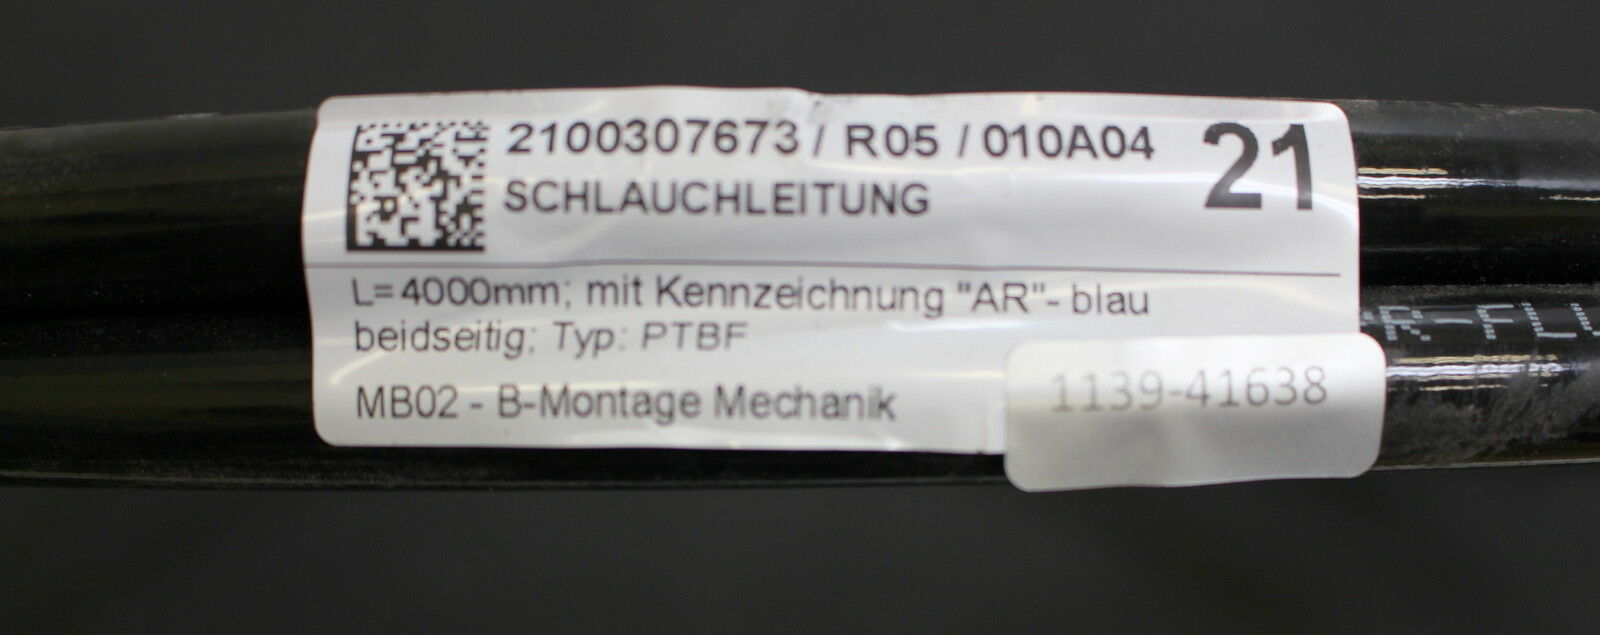 2100307673 / R05 / 010A04
21
SCHLAUCHLEITUNG
L=4000mm; mit Kennzeichnung "AR"- blau
beidseitig; Typ: PTBF
MB02 - B-Montage Mechanik
1139-41638